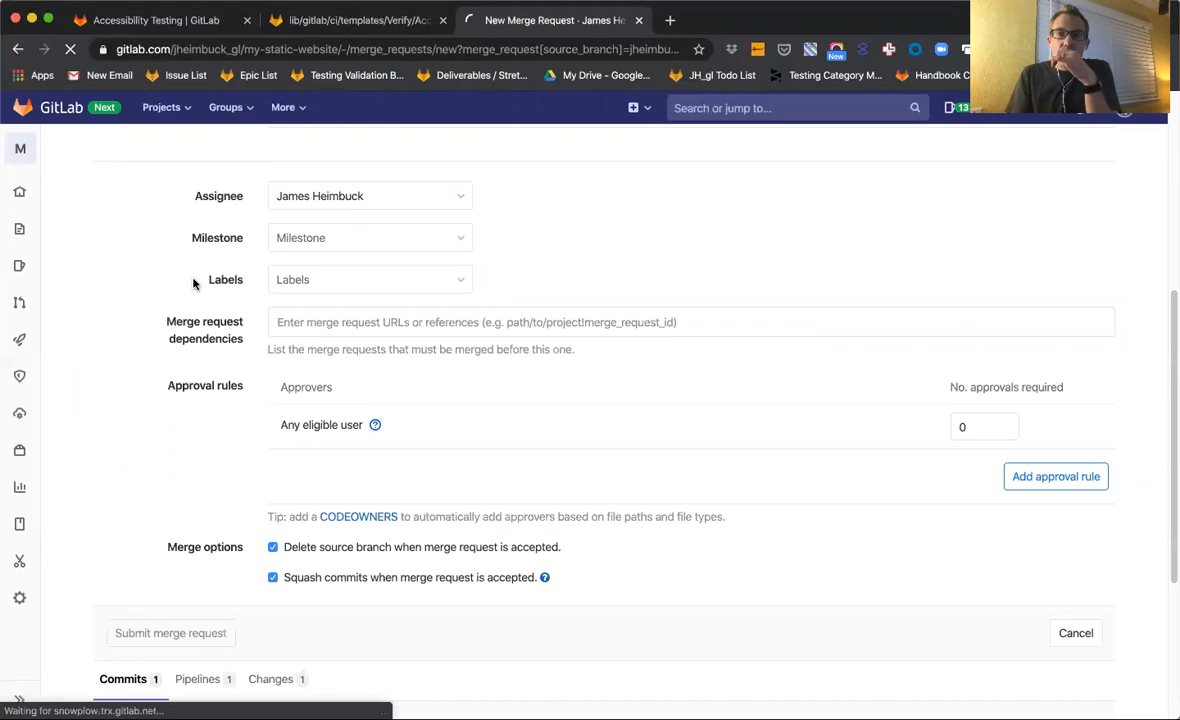 Accessibility Testing | GitLab
lib/gitlab/ci/templates/Verify/Acc
New Merge Request · James He
gitlab.com/jheimbuck_gl/my-static-website/-/merge_requests/new?merge_request[source_branch]=jheimbu...
New
Apps
New Email
Issue List
Epic List
Testing Validation B...
Deliverables / Stret...
My Drive - Google...
JH_gl Todo List
Testing Category M...
Handbook C
GitLab
Next
Projects
Groups
More
Search or jump to...
13
M
Assignee
James Heimbuck
Milestone
Milestone
Labels
Labels
Merge request
dependencies
Enter merge request URLs or references (e.g. path/to/project!merge_request_id)
List the merge requests that must be merged before this one.
Approval rules
Approvers
No. approvals required
Any eligible user
0
Add approval rule
Tip: add a CODEOWNERS to automatically add approvers based on file paths and file types.
Merge options
Delete source branch when merge request is accepted.
Squash commits when merge request is accepted.
Submit merge request
Cancel
Commits 1
Pipelines 1
Changes 1
Waiting for snowplow.trx.gitlab.net...